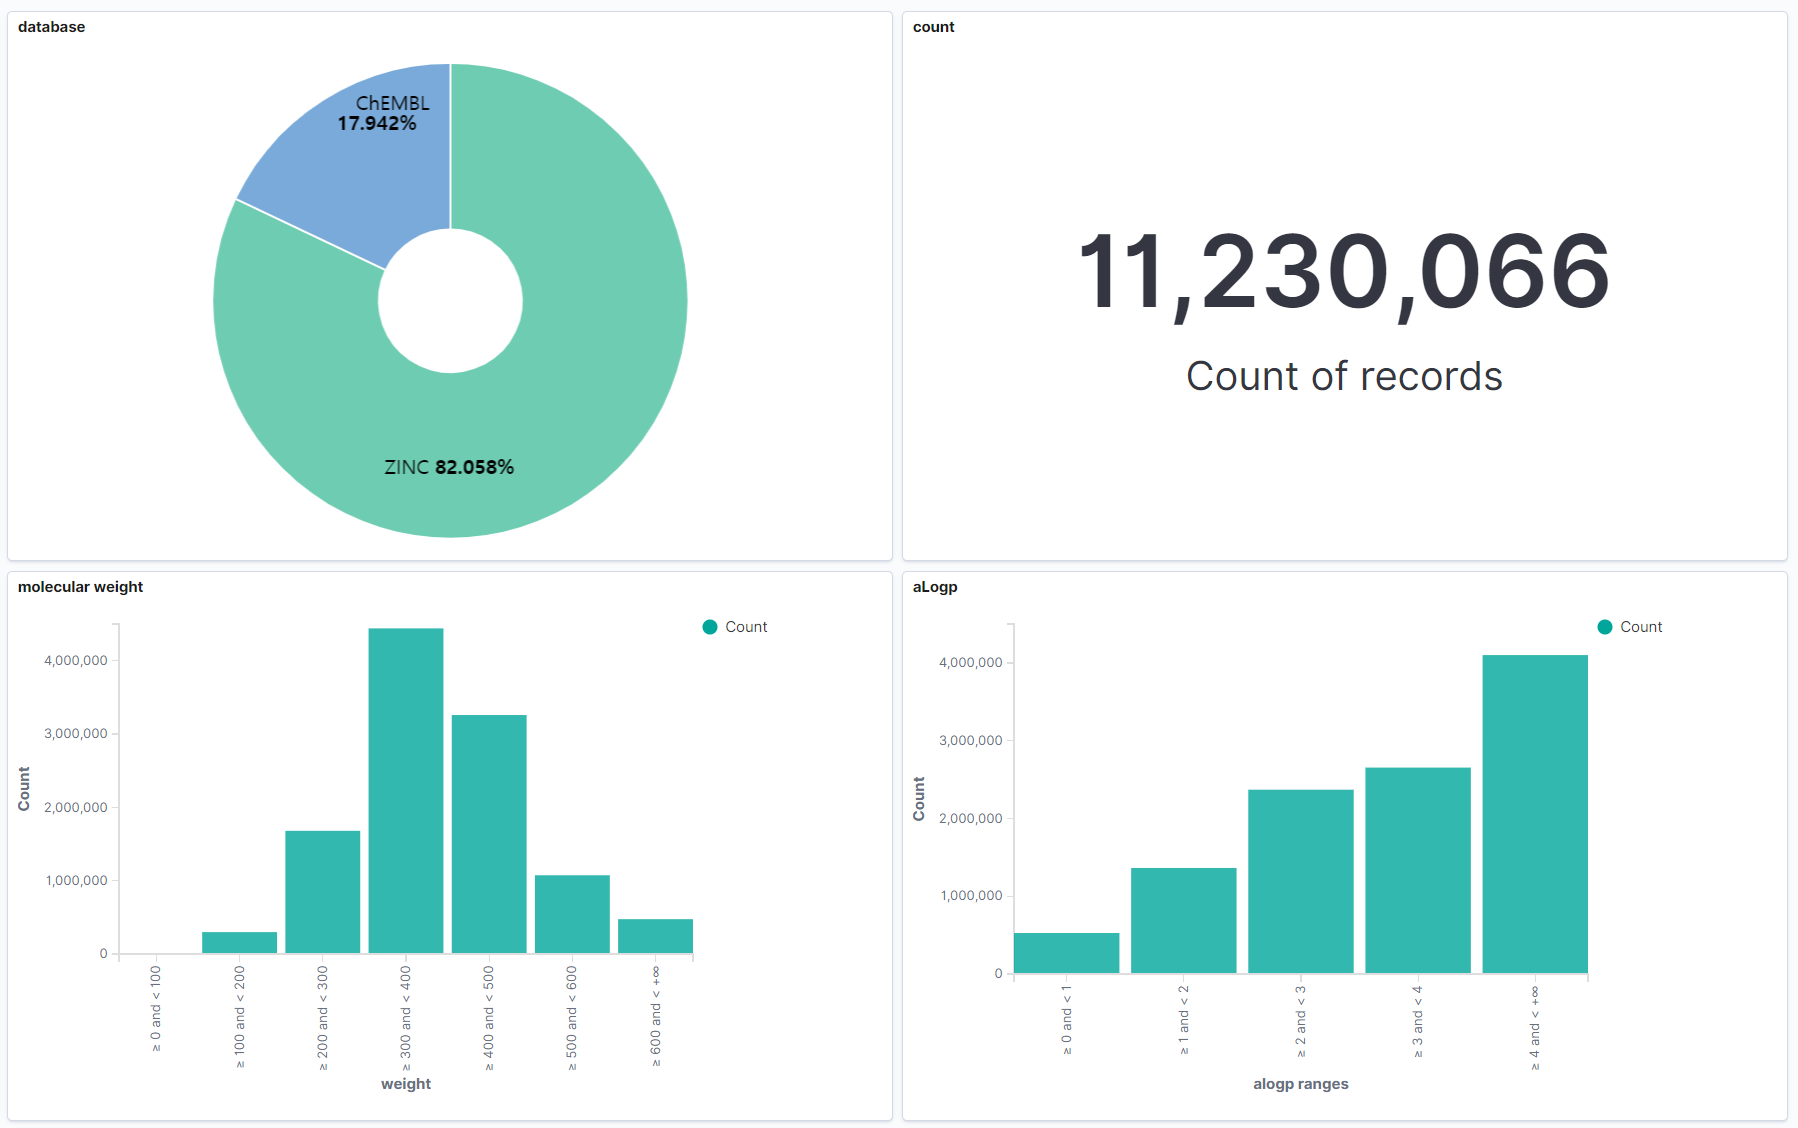 database
ChEMBL
17.942%
ZINC 82.058%
count
11,230,066
Count of records
molecular weight
Count
4,000,000
3,000,000
2,000,000
1,000,000
0
Count
≥ 0 and < 100
≥ 100 and < 200
≥ 200 and < 300
≥ 300 and < 400
≥ 400 and < 500
≥ 500 and < 600
≥ 600 and < +∞
weight
aLogp
Count
4,000,000
3,000,000
2,000,000
1,000,000
0
Count
≥ 0 and < 1
≥ 1 and < 2
≥ 2 and < 3
≥ 3 and < 4
≥ 4 and < +∞
alogp ranges